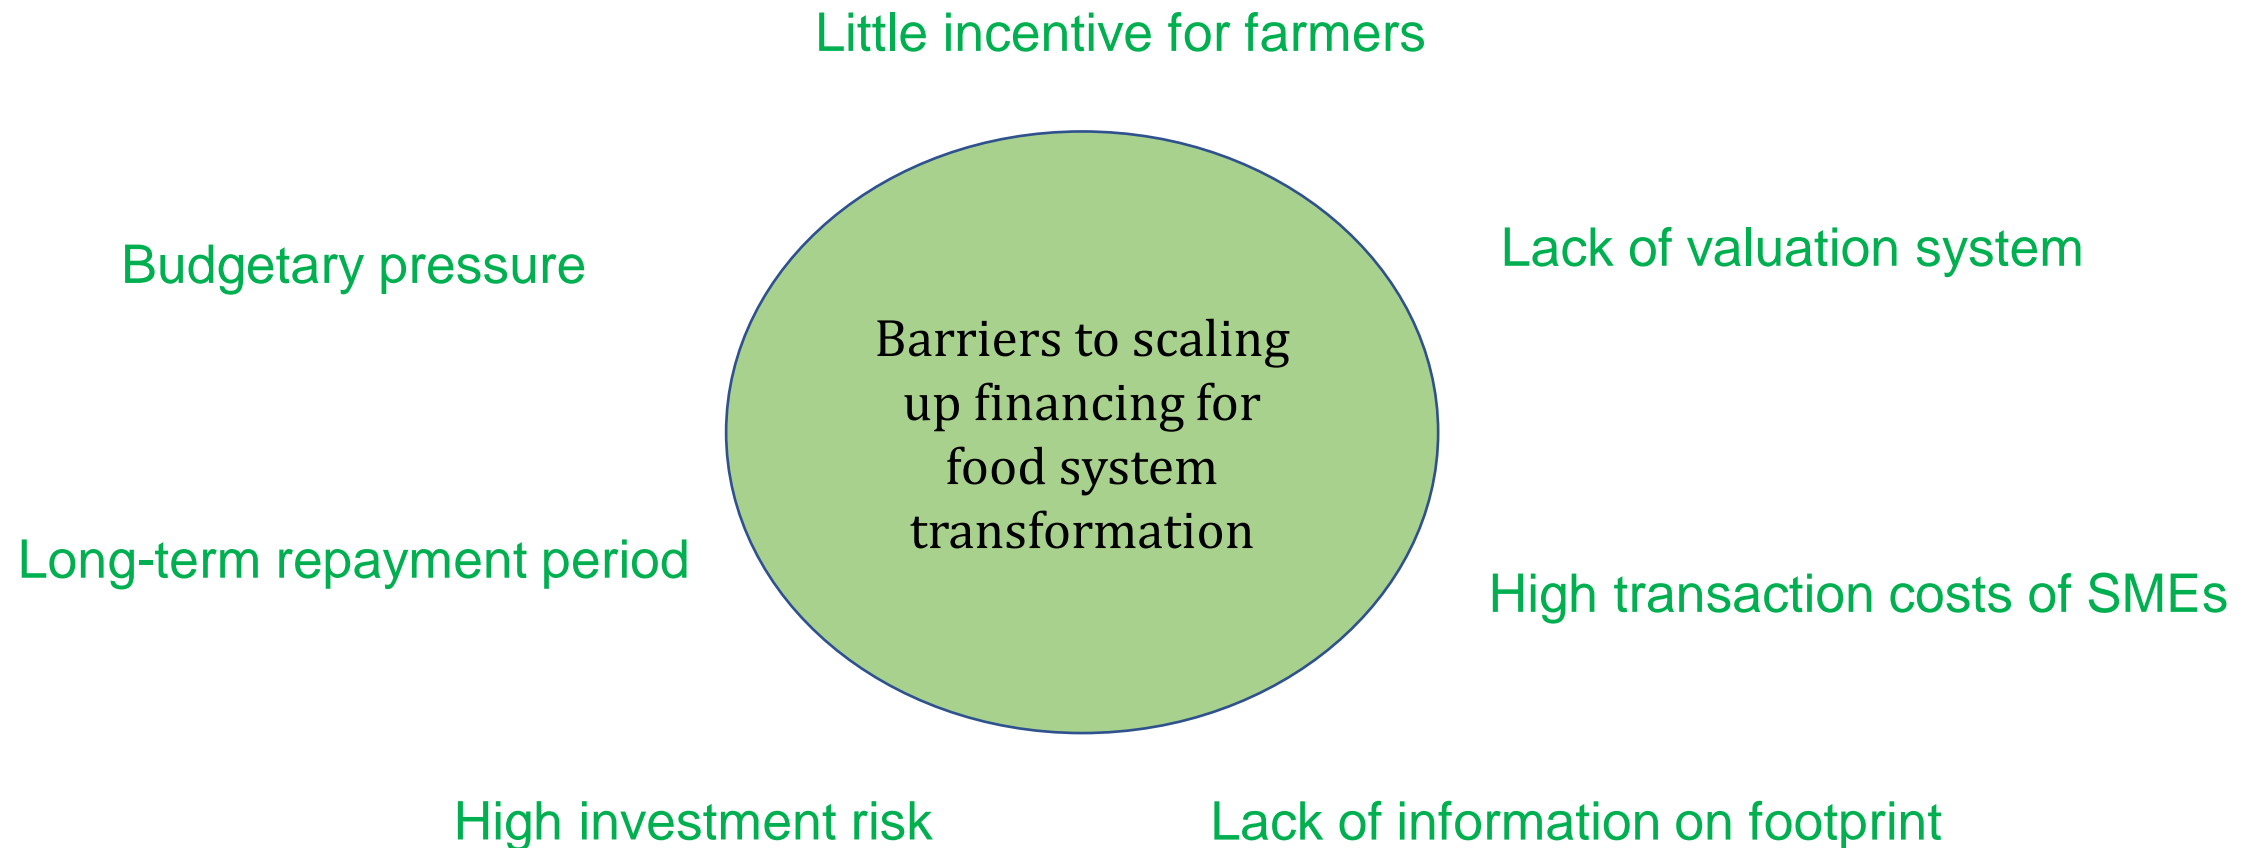 Little incentive for farmers
Lack of valuation system
Budgetary pressure
Barriers to scaling
up financing for
food system
transformation
Long-term repayment period
High transaction costs of SMEs
High investment risk
Lack of information on footprint